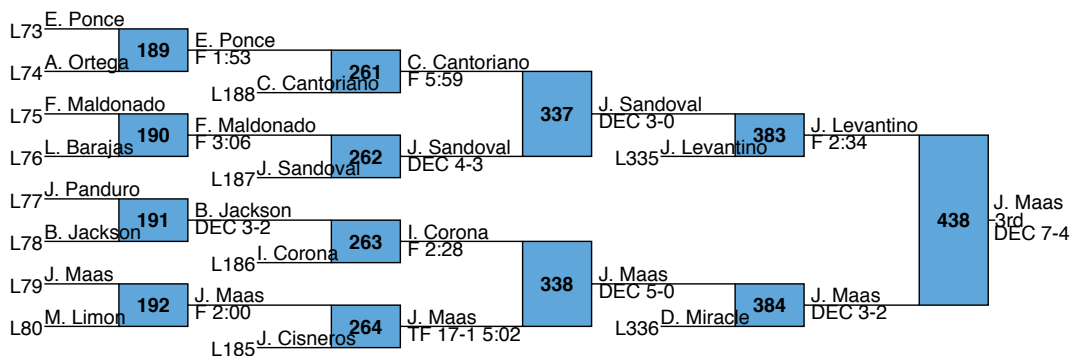 L73 E. Ponce
189
L74 A. Ortega
E. Ponce
F 1:53
261
L188 C. Cantoriano
C. Cantoriano
F 5:59
L75 F. Maldonado
190
L76 L. Barajas
F. Maldonado
F 3:06
262
L187 J. Sandoval
J. Sandoval
DEC 4-3
337
J. Sandoval
DEC 3-0
383
L335 J. Levantino
J. Levantino
F 2:34
L77 J. Panduro
191
L78 B. Jackson
B. Jackson
DEC 3-2
263
L186 I. Corona
I. Corona
F 2:28
L79 J. Maas
192
L80 M. Limon
J. Maas
F 2:00
264
L185 J. Cisneros
J. Maas
TF 17-1 5:02
338
J. Maas
DEC 5-0
384
L336 D. Miracle
J. Maas
DEC 3-2
438
J. Maas
3rd
DEC 7-4